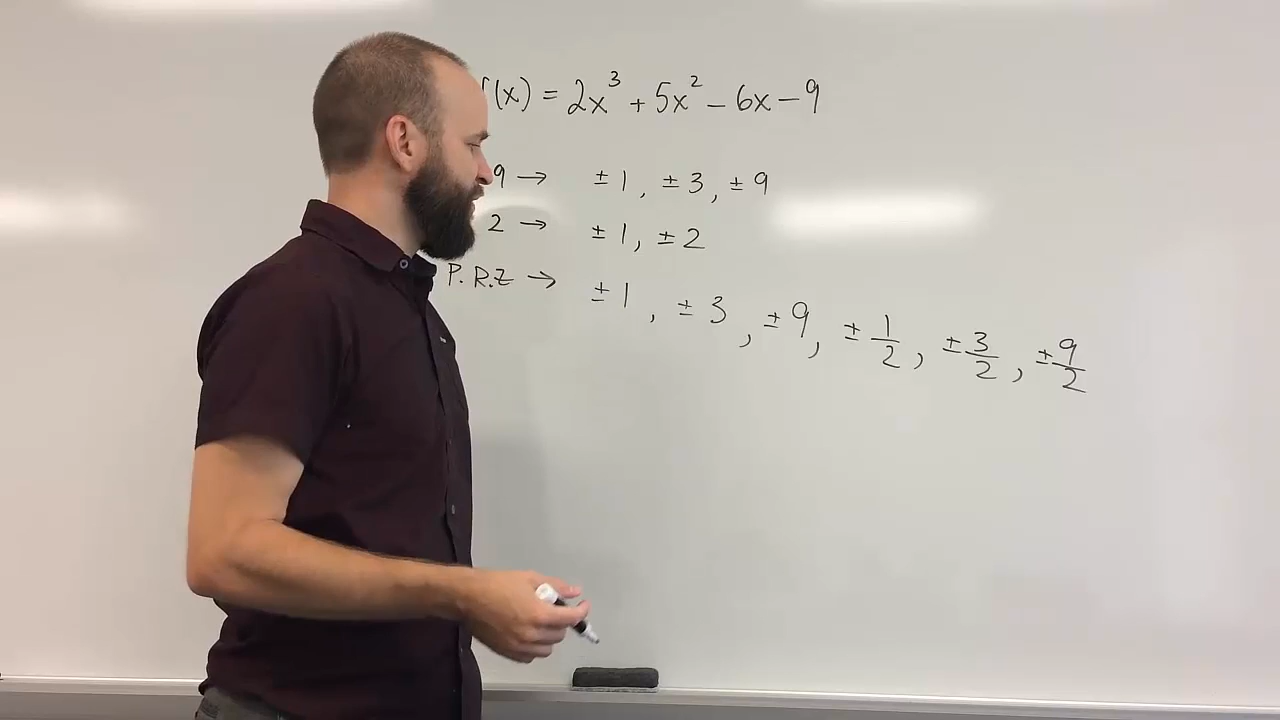 f(x) = 2x³ + 5x² − 6x − 9
9 → ±1, ±3, ±9
2 → ±1, ±2
P.R.Z → ±1, ±3, ±9, ±1/2, ±3/2, ±9/2